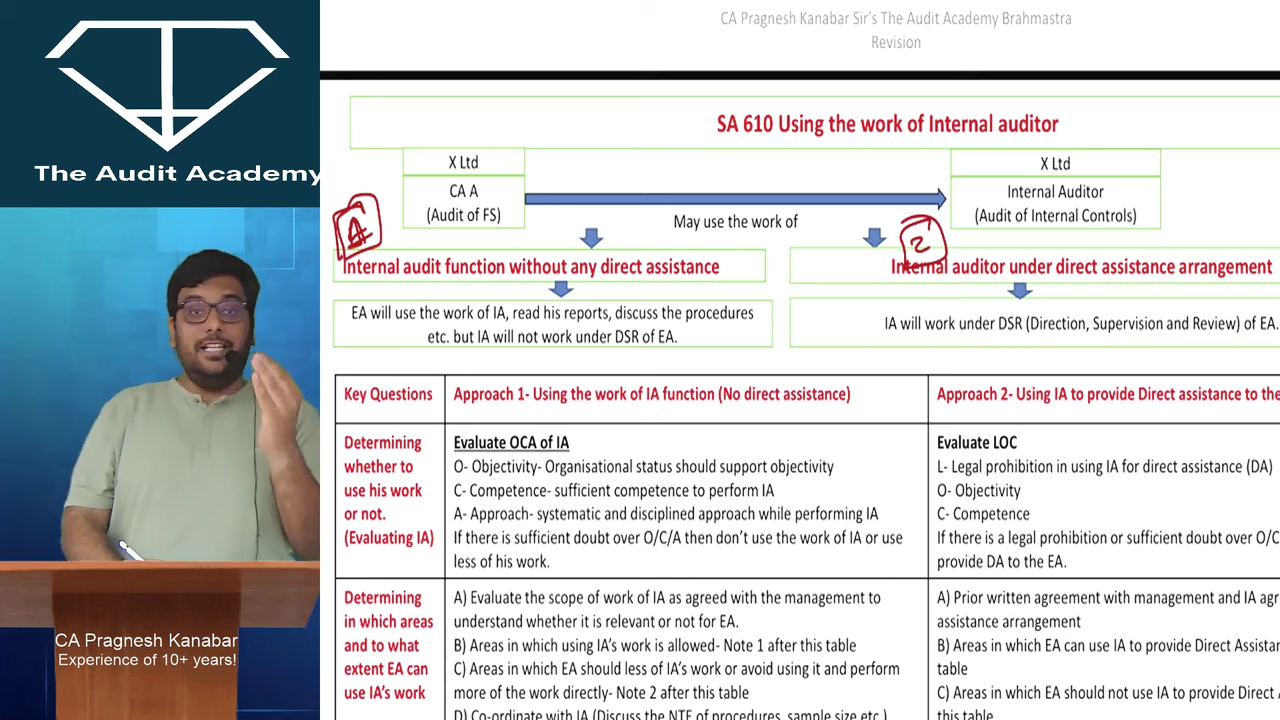 CA Pragnesh Kanabar Sir's The Audit Academy Brahmastra
Revision
The Audit Academy
SA 610 Using the work of Internal auditor
X Ltd
CA A
(Audit of FS)
May use the work of
X Ltd
Internal Auditor
(Audit of Internal Controls)
1
2
Internal audit function without any direct assistance
Internal auditor under direct assistance arrangement
EA will use the work of IA, read his reports, discuss the procedures
etc. but IA will not work under DSR of EA.
IA will work under DSR (Direction, Supervision and Review) of EA.
Key Questions
Approach 1- Using the work of IA function (No direct assistance)
Approach 2- Using IA to provide Direct assistance to the
Determining
whether to
use his work
or not.
(Evaluating IA)
Evaluate OCA of IA
O- Objectivity- Organisational status should support objectivity
C- Competence- sufficient competence to perform IA
A- Approach- systematic and disciplined approach while performing IA
If there is sufficient doubt over O/C/A then don't use the work of IA or use
less of his work.
Evaluate LOC
L- Legal prohibition in using IA for direct assistance (DA)
O- Objectivity
C- Competence
If there is a legal prohibition or sufficient doubt over O/C
provide DA to the EA.
Determining
in which areas
and to what
extent EA can
use IA's work
A) Evaluate the scope of work of IA as agreed with the management to
understand whether it is relevant or not for EA.
B) Areas in which using IA's work is allowed- Note 1 after this table
C) Areas in which EA should less of IA's work or avoid using it and perform
more of the work directly- Note 2 after this table
D) Co-ordinate with IA (Discuss the NTE of procedures, sample size etc.)
A) Prior written agreement with management and IA agr
assistance arrangement
B) Areas in which EA can use IA to provide Direct Assistan
table
C) Areas in which EA should not use IA to provide Direct A
this table.
CA Pragnesh Kanabar
Experience of 10+ years!